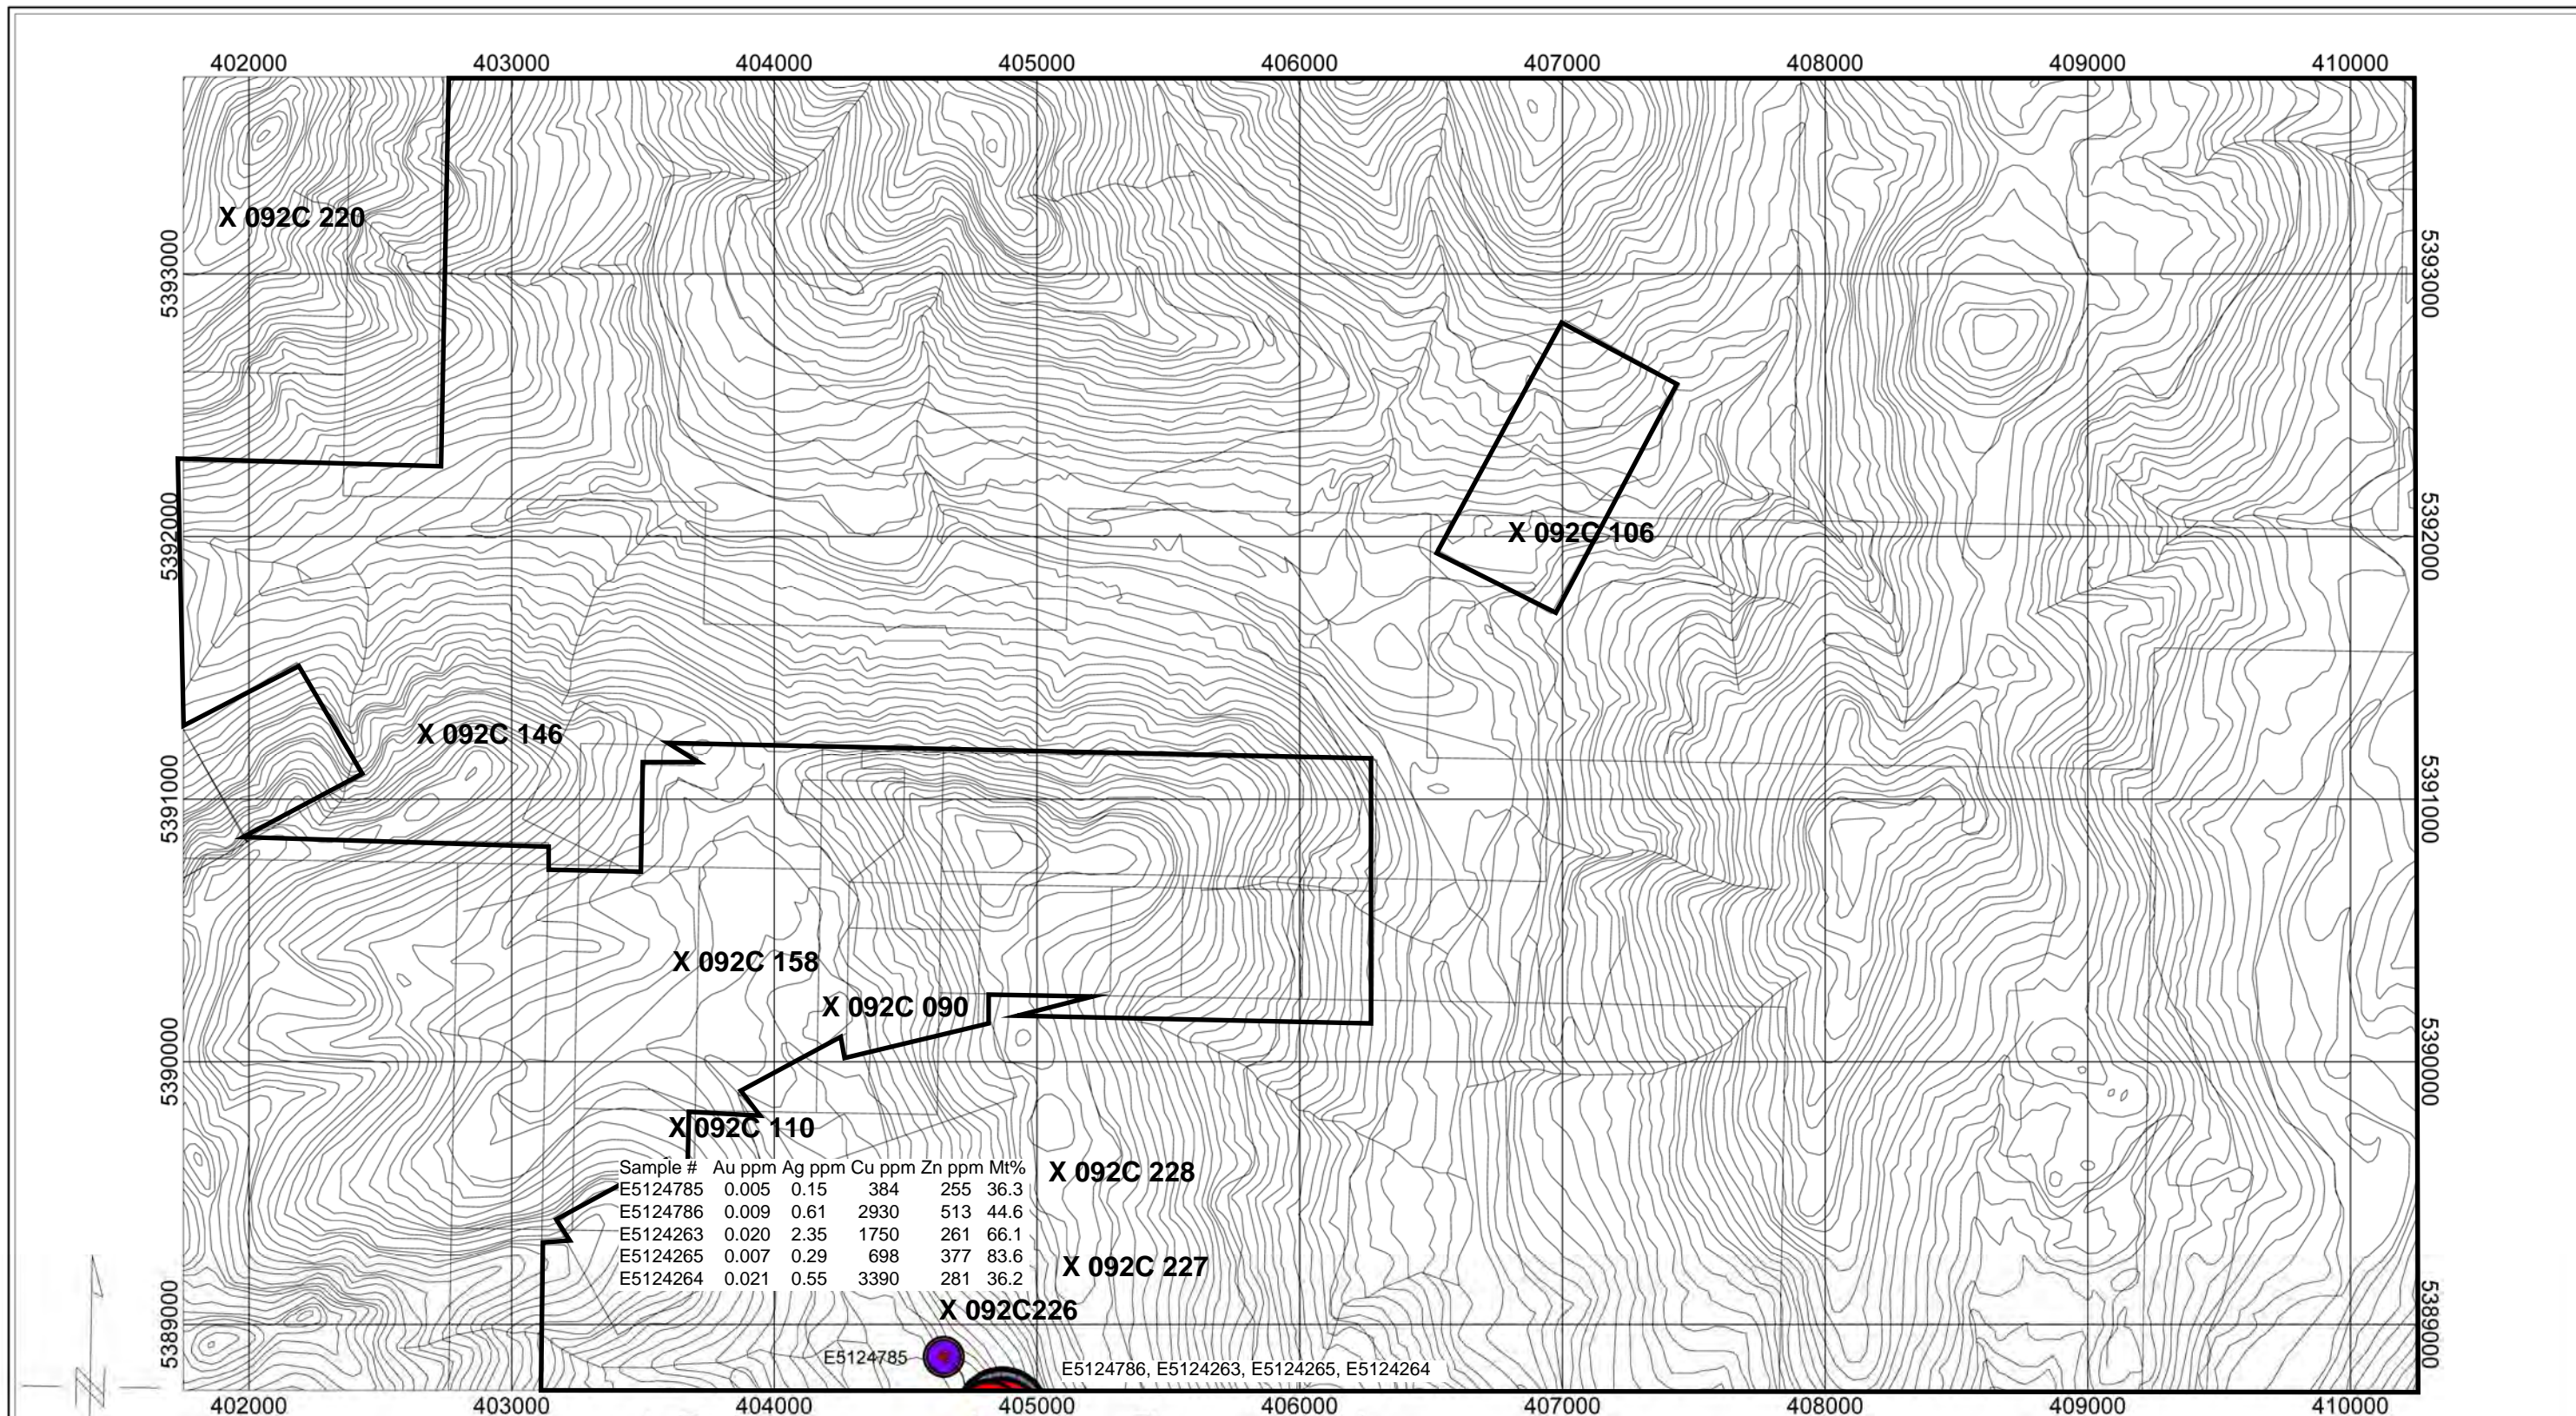 402000 403000 404000 405000 406000 407000 408000 409000 410000
X 092C 220
5393000 5393000
5392000 X 092C 106 5392000
X 092C 146
5391000 5391000
X 092C 158
X 092C 090
5390000 5390000
X 092C 110
Sample # Au ppm Ag ppm Cu ppm Zn ppm Mt%
E5124785 0.005 0.15 384 255 36.3
E5124786 0.009 0.61 2930 513 44.6
E5124263 0.020 2.35 1750 261 66.1
E5124265 0.007 0.29 698 377 83.6
E5124264 0.021 0.55 3390 281 36.2
X 092C 228
X 092C 227
X 092C226
5389000 5389000
E5124785
E5124786, E5124263, E5124265, E5124264
402000 403000 404000 405000 406000 407000 408000 409000 410000